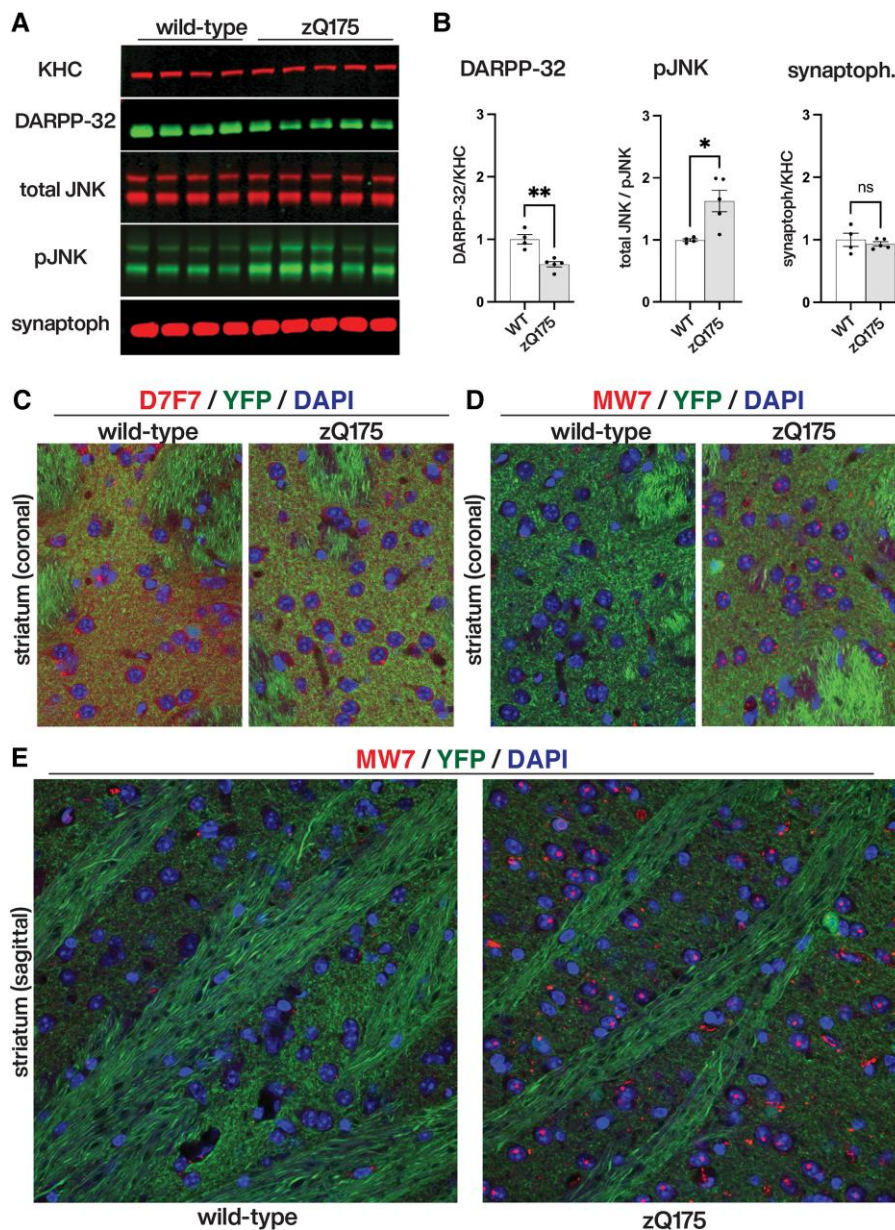 A
wild-type zQ175
KHC
DARPP-32
total JNK
pJNK
synaptoph
B
DARPP-32 pJNK synaptoph.
DARPP-32/KHC
3
2
1
0
**
WT
zQ175
total JNK / pJNK
3
2
1
0
*
WT
zQ175
synaptoph/KHC
3
2
1
0
ns
WT
zQ175
C
D7F7 / YFP / DAPI
wild-type zQ175
striatum (coronal)
D
MW7 / YFP / DAPI
wild-type zQ175
striatum (coronal)
E
MW7 / YFP / DAPI
striatum (sagittal)
wild-type zQ175